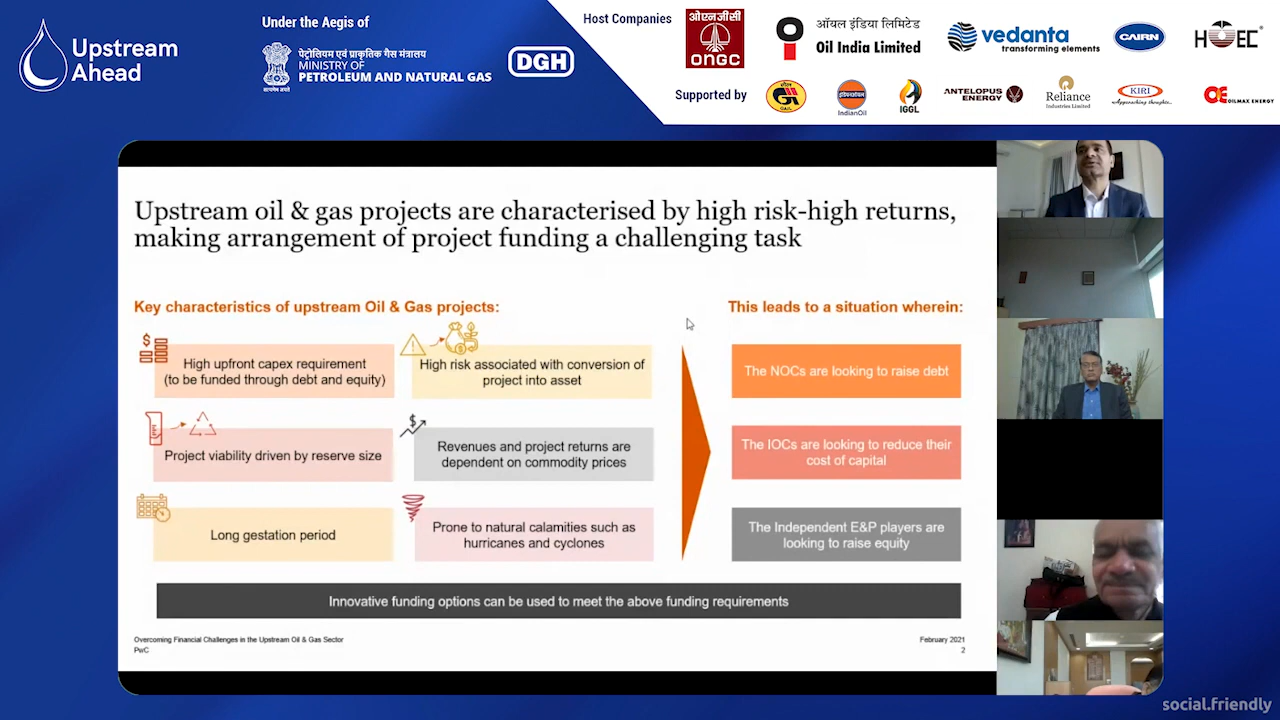 Upstream
Ahead
Under the Aegis of
पेट्रोलियम एवं प्राकृतिक गैस मंत्रालय
MINISTRY OF
PETROLEUM AND NATURAL GAS
सत्यमेव जयते
DGH
Host Companies
ओएनजीसी
ONGC
ऑयल इंडिया लिमिटेड
Oil India Limited
vedanta
transforming elements
CAIRN
HOEC
Supported by
गेल
GAIL
इंडियनऑयल
IndianOil
IGGL
ANTELOPUS
ENERGY
Reliance
Industries Limited
KIRI
Approaching thoughts..
OILMAX ENERGY
Upstream oil & gas projects are characterised by high risk-high returns,
making arrangement of project funding a challenging task
Key characteristics of upstream Oil & Gas projects:
This leads to a situation wherein:
High upfront capex requirement
(to be funded through debt and equity)
High risk associated with conversion of
project into asset
The NOCs are looking to raise debt
Project viability driven by reserve size
Revenues and project returns are
dependent on commodity prices
The IOCs are looking to reduce their
cost of capital
Long gestation period
Prone to natural calamities such as
hurricanes and cyclones
The Independent E&P players are
looking to raise equity
Innovative funding options can be used to meet the above funding requirements
Overcoming Financial Challenges in the Upstream Oil & Gas Sector
PwC
February 2021
2
social.friendly